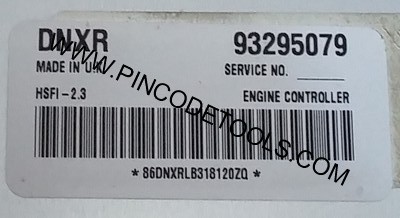 DNXR 93295079
MADE IN U.K. SERVICE NO.
HSFI-2.3 ENGINE CONTROLLER
*86DNXRLB318120ZQ*
WWW.PINCODETOOLS.COM